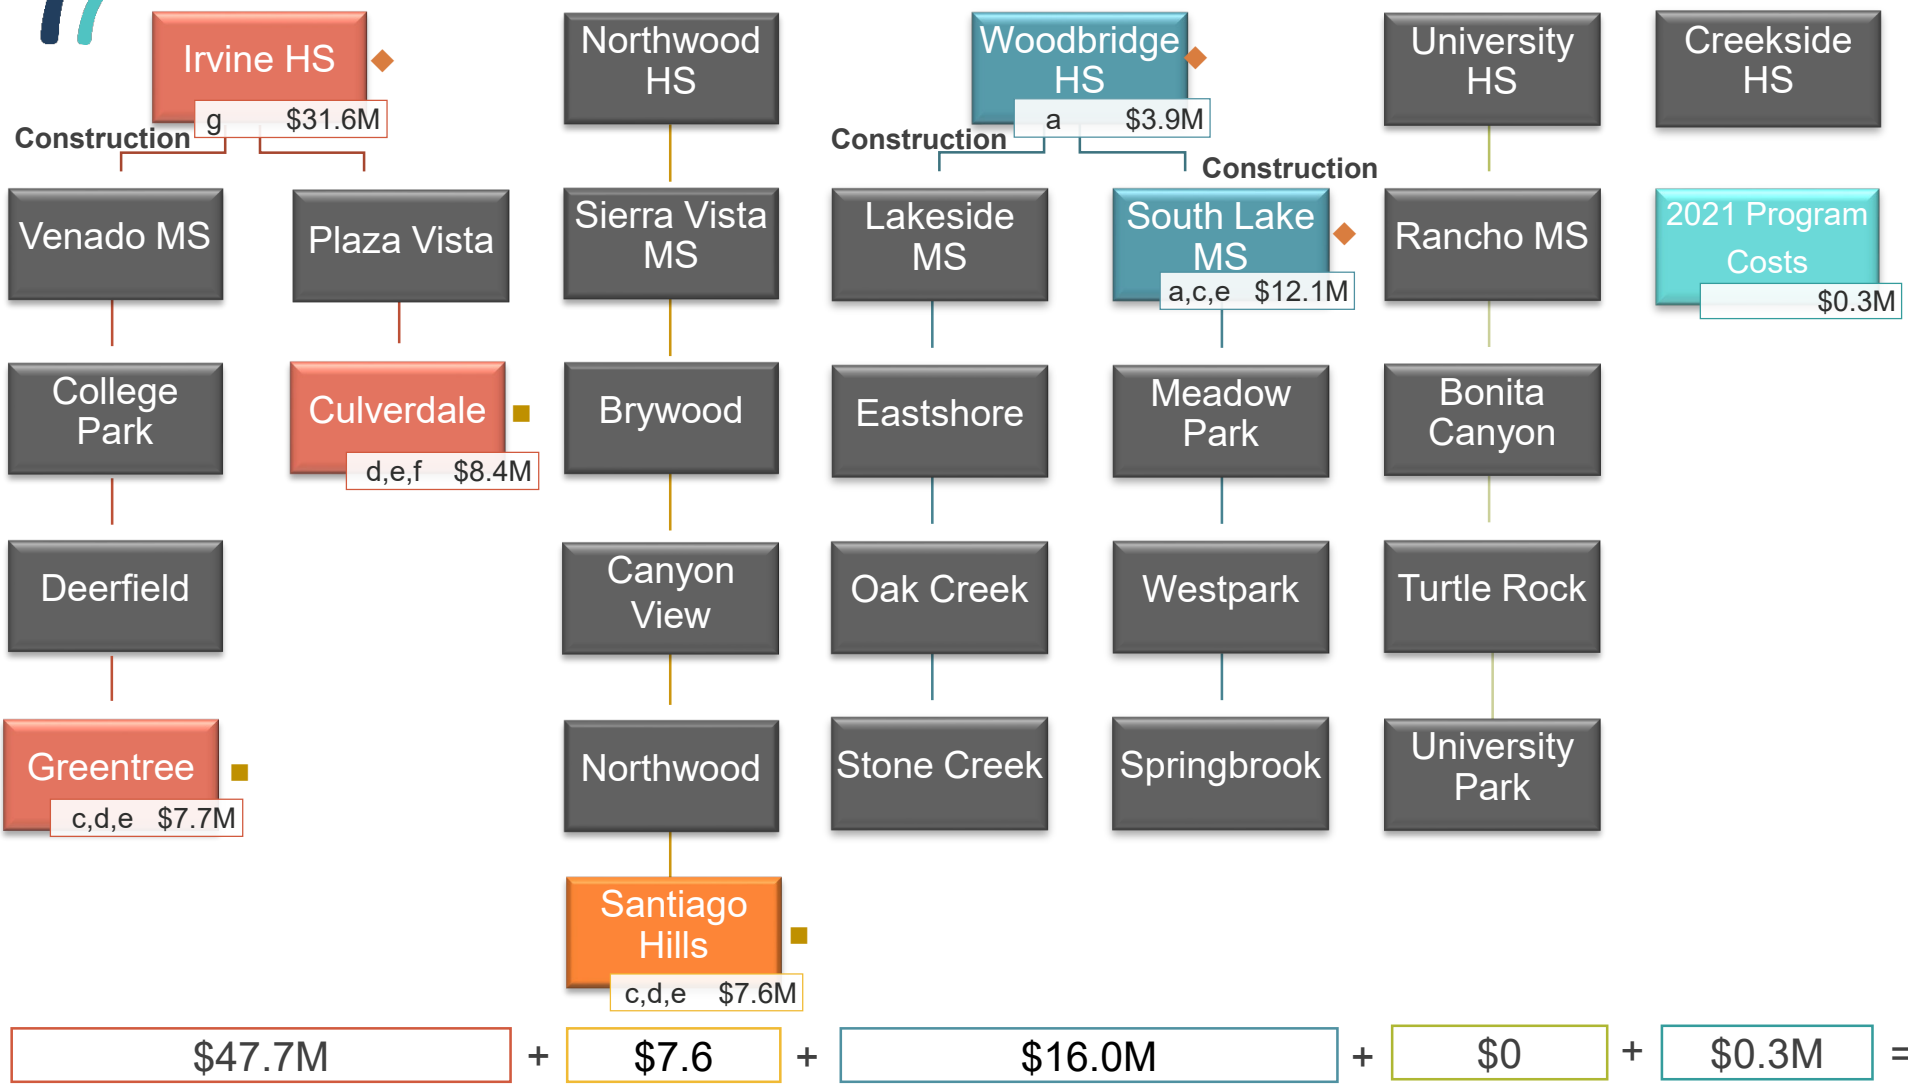 Irvine HS
g $31.6M
Northwood
HS
Woodbridge
HS
a $3.9M
University
HS
Creekside
HS
Construction
Construction
Construction
Venado MS
Plaza Vista
Sierra Vista
MS
Lakeside
MS
South Lake
MS
a,c,e $12.1M
Rancho MS
2021 Program
Costs
$0.3M
College
Park
Culverdale
d,e,f $8.4M
Brywood
Eastshore
Meadow
Park
Bonita
Canyon
Deerfield
Canyon
View
Oak Creek
Westpark
Turtle Rock
Greentree
c,d,e $7.7M
Northwood
Stone Creek
Springbrook
University
Park
Santiago
Hills
c,d,e $7.6M
$47.7M + $7.6 + $16.0M + $0 + $0.3M =